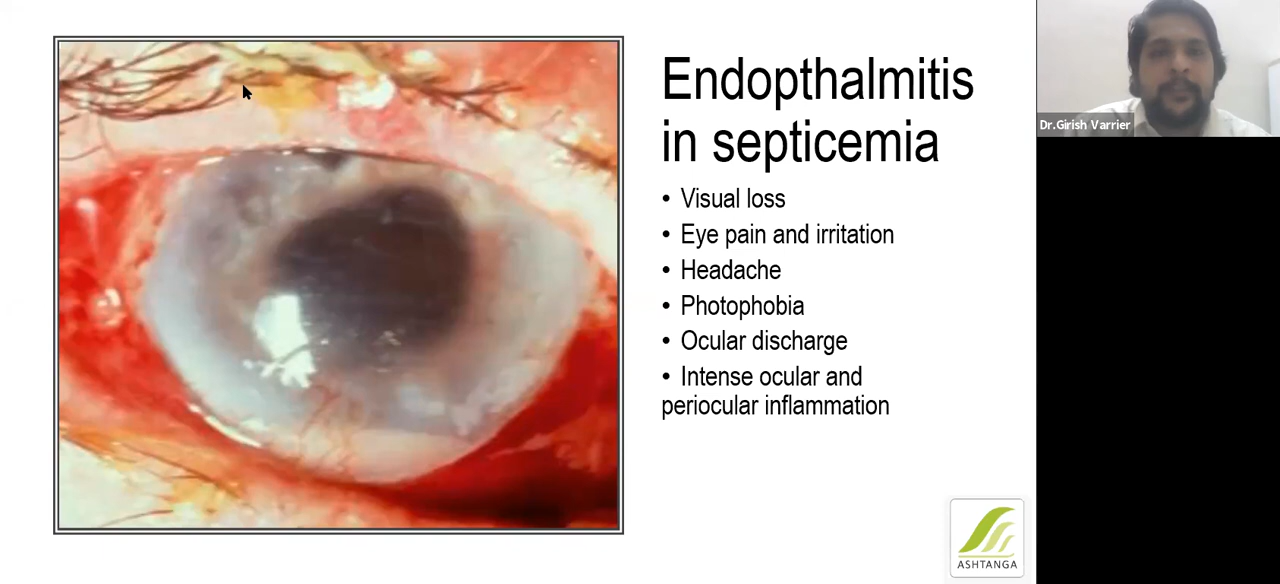 Endopthalmitis
in septicemia
• Visual loss
• Eye pain and irritation
• Headache
• Photophobia
• Ocular discharge
• Intense ocular and
periocular inflammation
ASHTANGA
Dr.Girish Varrier